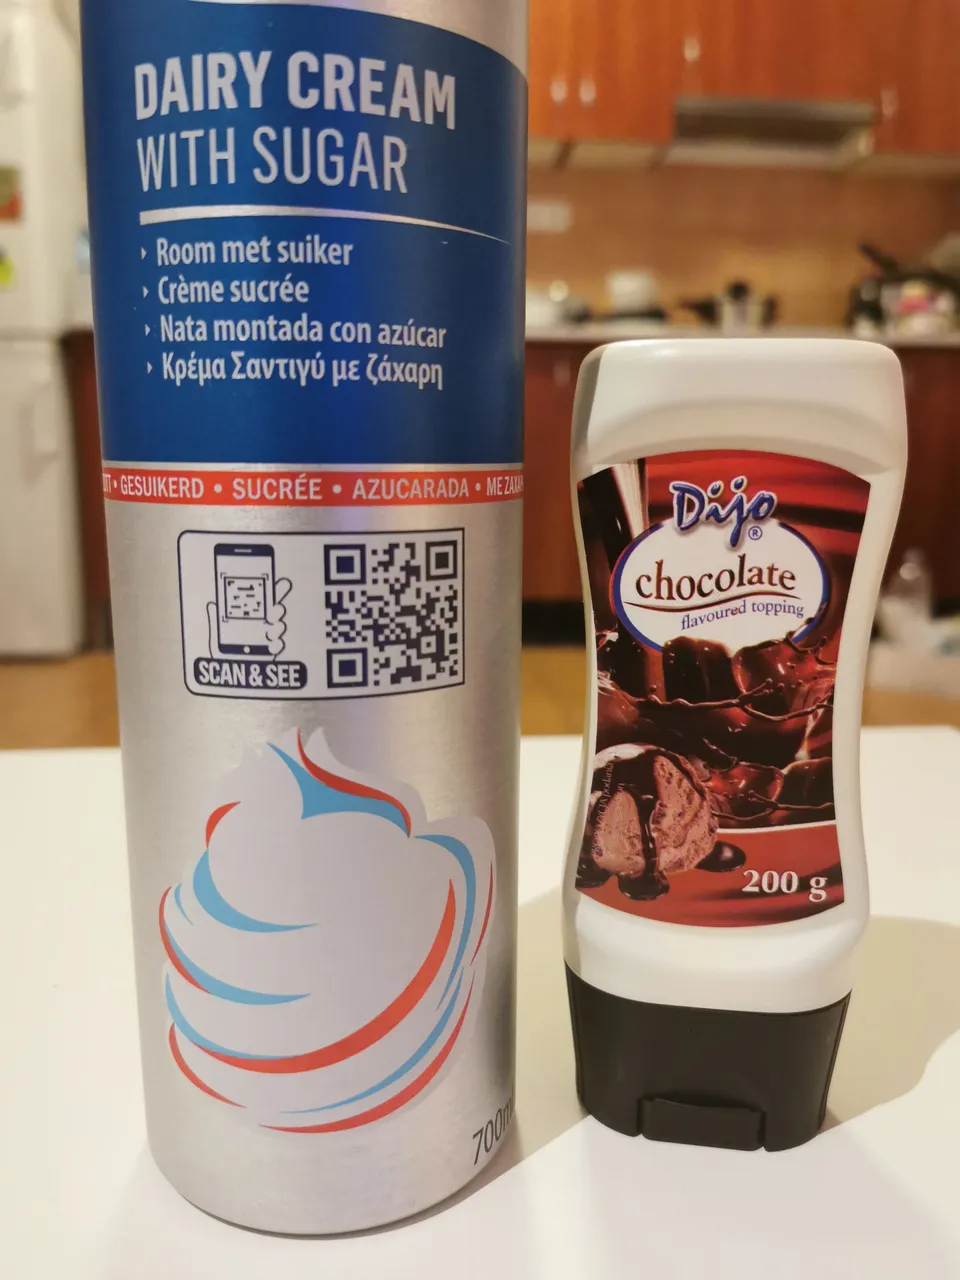 DAIRY CREAM
WITH SUGAR
Room met suiker
Crème sucrée
Nata montada con azúcar
Κρέμα Σαντιγύ με ζάχαρη
• GESUIKERD • SUCRÉE • AZUCARADA •
SCAN & SEE
700ml
Dijo
®
chocolate
flavoured topping
200 g